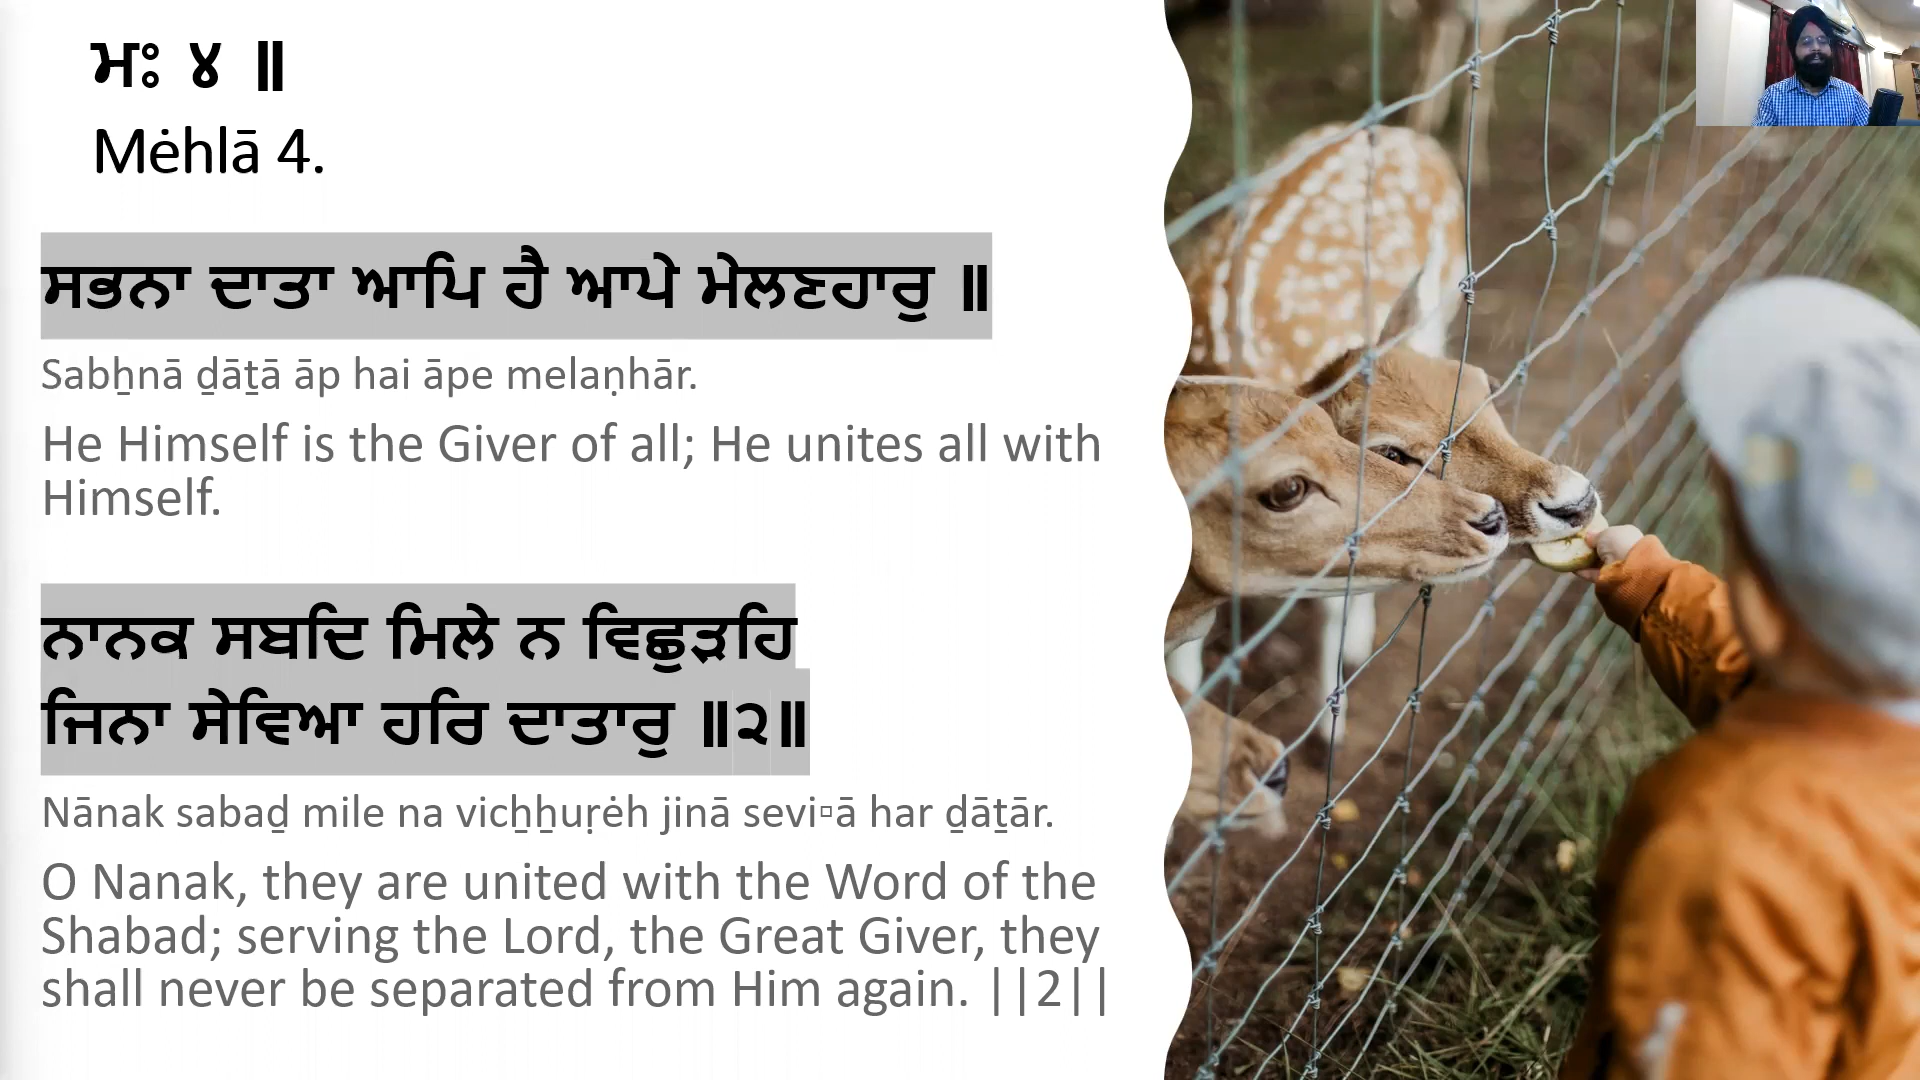 ਮਃ ੪ ॥
Mėhlā 4.
ਸਭਨਾ ਦਾਤਾ ਆਪਿ ਹੈ ਆਪੇ ਮੇਲਣਹਾਰੁ ॥
Sabẖnā ḏāṯā āp hai āpe melaṇhār.
He Himself is the Giver of all; He unites all with
Himself.
ਨਾਨਕ ਸਬਦਿ ਮਿਲੇ ਨ ਵਿਛੁੜਹਿ
ਜਿਨਾ ਸੇਵਿਆ ਹਰਿ ਦਾਤਾਰੁ ॥੨॥
Nānak sabaḏ mile na vicẖẖuṛėh jinā sevi▫ā har ḏāṯār.
O Nanak, they are united with the Word of the
Shabad; serving the Lord, the Great Giver, they
shall never be separated from Him again. ||2||